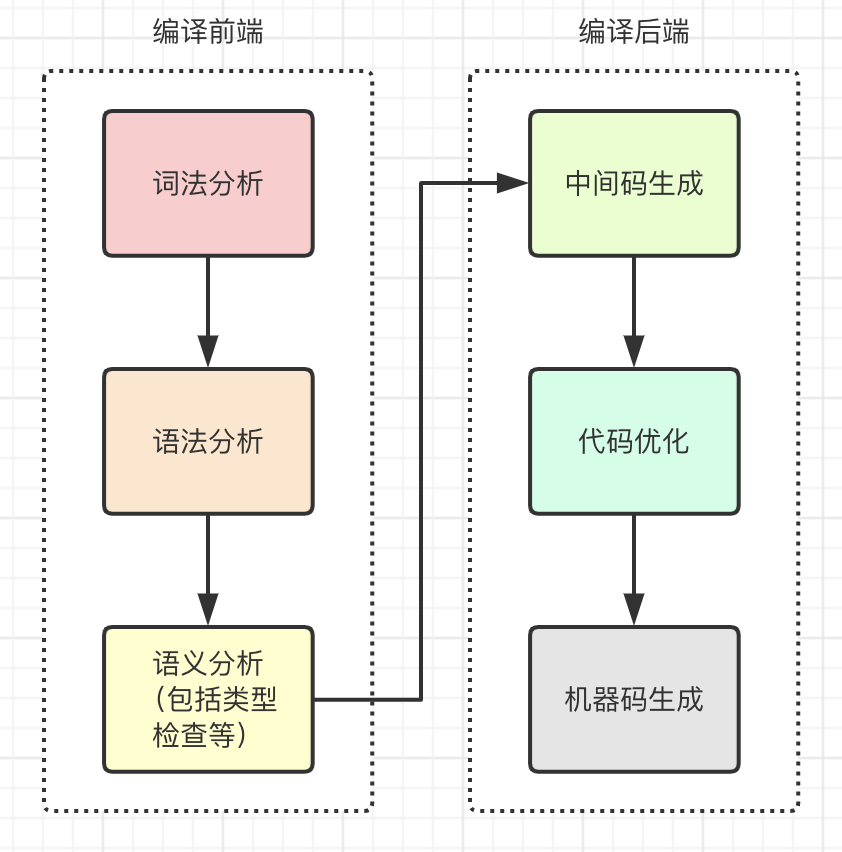 编译前端
编译后端
词法分析
语法分析
语义分析
（包括类型
检查等）
中间码生成
代码优化
机器码生成